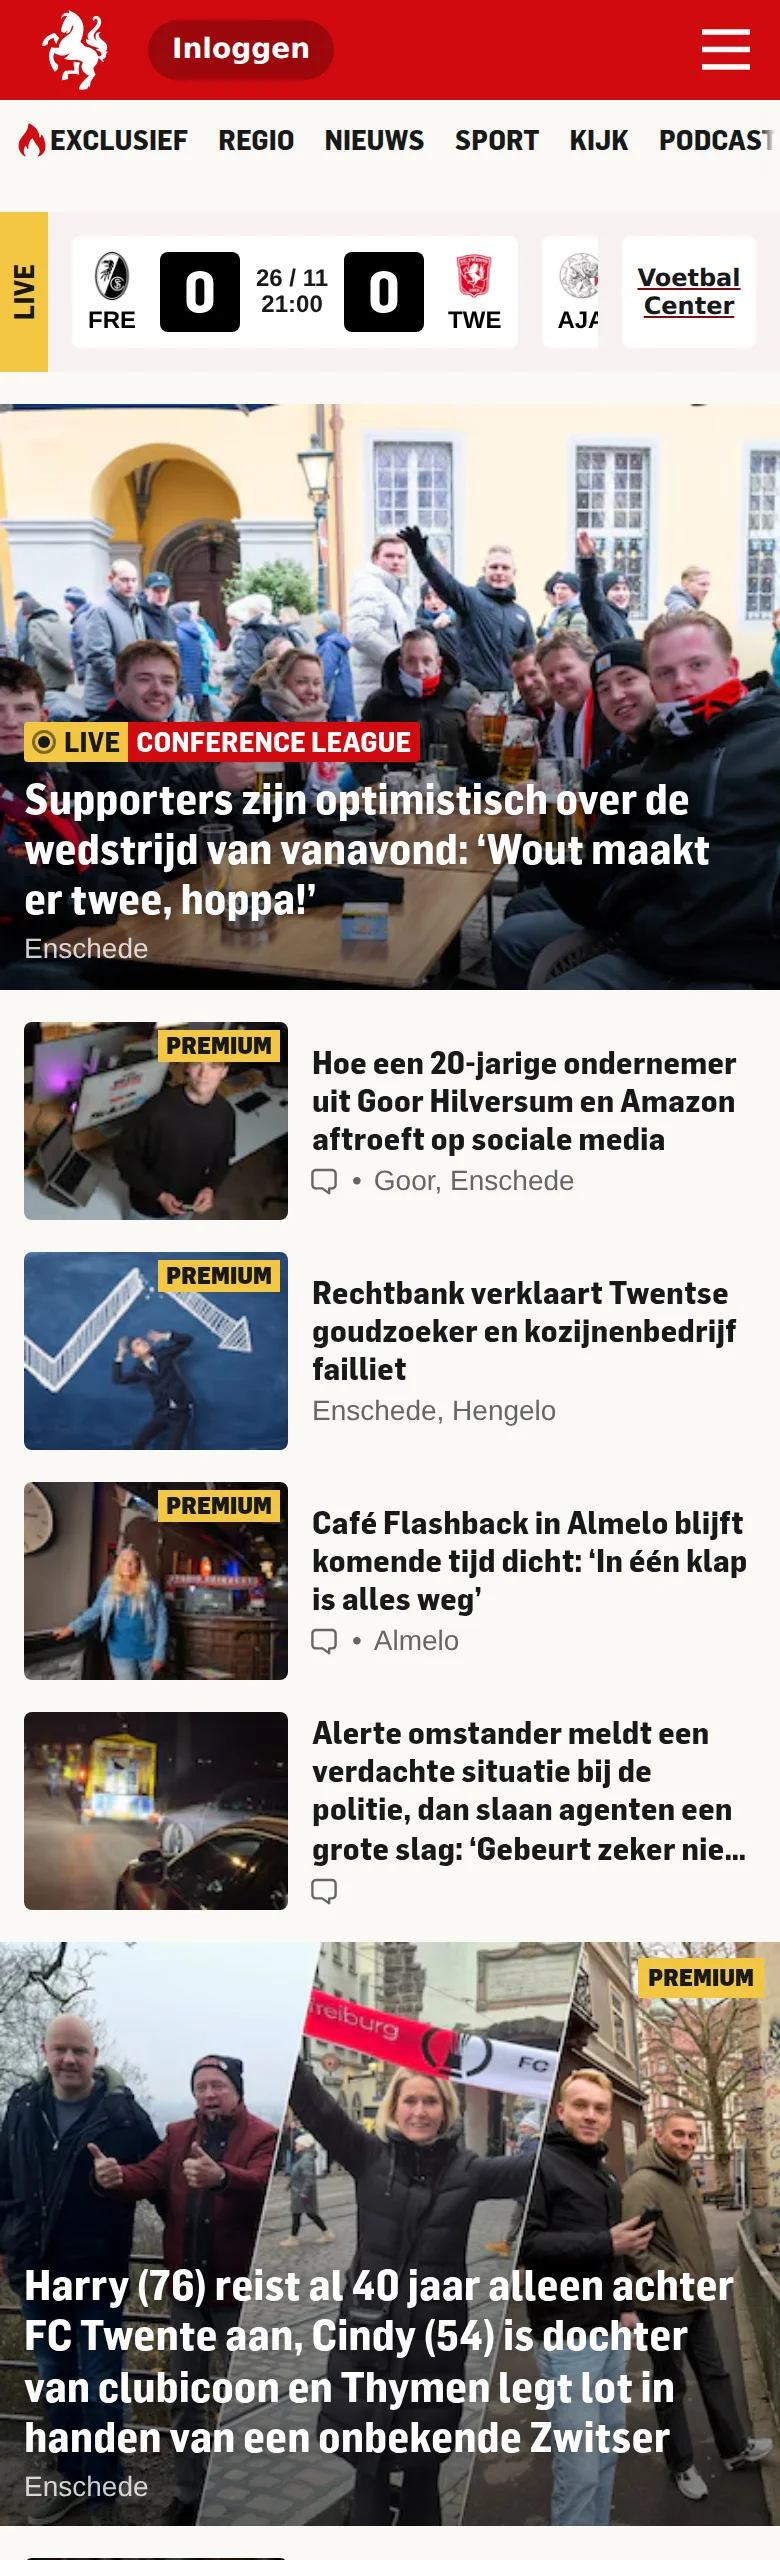 Inloggen
EXCLUSIEF REGIO NIEUWS SPORT KIJK PODCAST
LIVE
FRE
0
26 / 11
21:00
0
TWE
AJA
Voetbal
Center
LIVE CONFERENCE LEAGUE
Supporters zijn optimistisch over de
wedstrijd van vanavond: ‘Wout maakt
er twee, hoppa!’
Enschede
PREMIUM
Hoe een 20-jarige ondernemer
uit Goor Hilversum en Amazon
aftroeft op sociale media
• Goor, Enschede
PREMIUM
Rechtbank verklaart Twentse
goudzoeker en kozijnenbedrijf
failliet
Enschede, Hengelo
PREMIUM
Café Flashback in Almelo blijft
komende tijd dicht: ‘In één klap
is alles weg’
• Almelo
Alerte omstander meldt een
verdachte situatie bij de
politie, dan slaan agenten een
grote slag: ‘Gebeurt zeker nie...
PREMIUM
reiburg
FC
Harry (76) reist al 40 jaar alleen achter
FC Twente aan, Cindy (54) is dochter
van clubicoon en Thymen legt lot in
handen van een onbekende Zwitser
Enschede